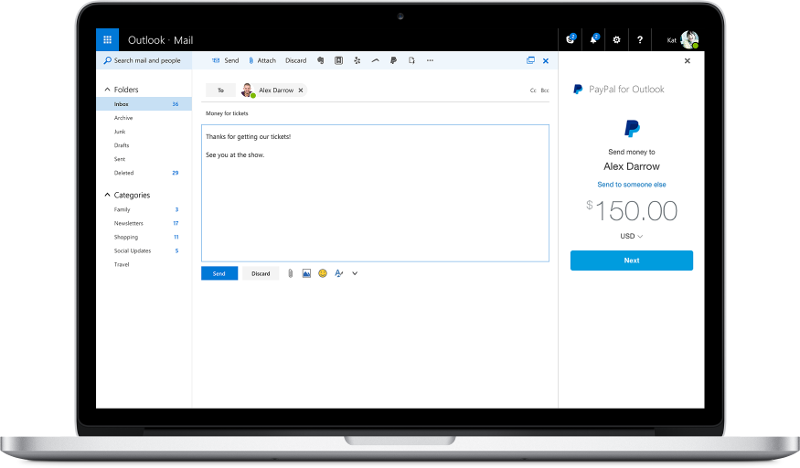 Outlook · Mail
2
2
?
Kat
Search mail and people
Send
Attach
Discard
...
Folders
Inbox 36
Archive
Junk
Drafts
Sent
Deleted 29
Categories
Family 3
Newsletters 17
Shopping 11
Social Updates 5
Travel
To
Alex Darrow
Cc Bcc
Money for tickets
Thanks for getting our tickets!
See you at the show.
Send
Discard
PayPal for Outlook
Send money to
Alex Darrow
Send to someone else
$150.00
USD
Next